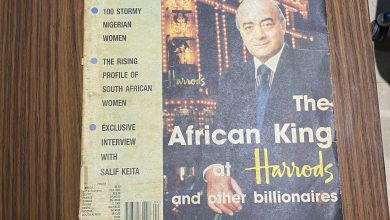 100 STORMY
NIGERIAN
WOMEN
THE RISING
PROFILE OF
SOUTH AFRICAN
WOMEN
EXCLUSIVE
INTERVIEW
WITH
SALIF KEITA
Harrods
The
African King
at Harrods
and other billionaires